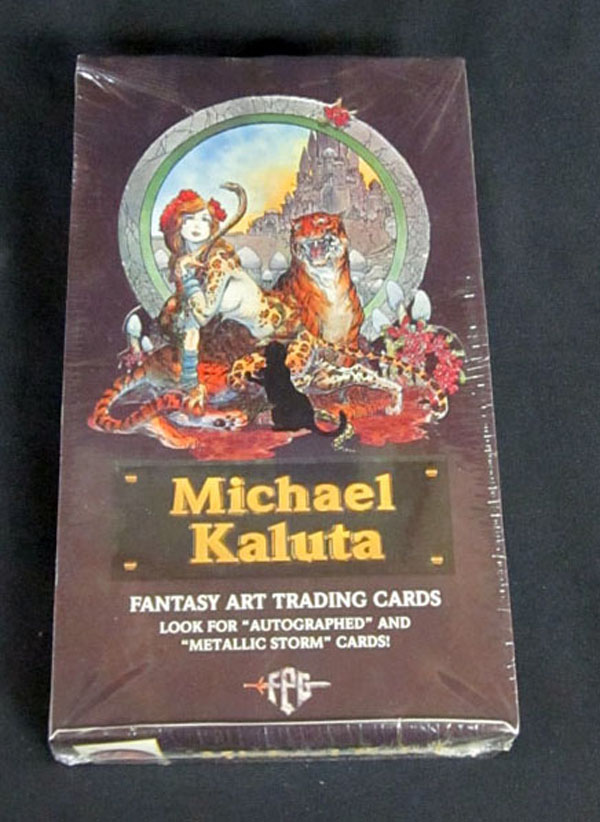 Michael
Kaluta
FANTASY ART TRADING CARDS
LOOK FOR "AUTOGRAPHED" AND
"METALLIC STORM" CARDS!
FPG